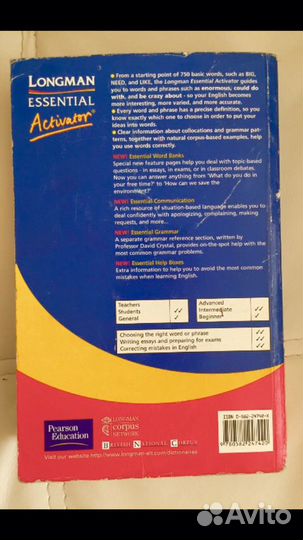 LONGMAN
ESSENTIAL
Activator®
• From a starting point of 750 basic words, such as BIG,
NEED, and LIKE, the Longman Essential Activator guides
you to words and phrases such as enormous, could do
with, and be crazy about - so your English becomes
more interesting, more varied, and more accurate.
• Every word and phrase has a precise definition, so you
know exactly which one to choose in order to put your
ideas into words.
• Clear information about collocations and grammar pat-
terns, together with natural corpus-based examples, help
you use words correctly.
NEW! Essential Word Banks
Special new feature pages help you deal with topic-based
questions - in essays, in exams, or in classroom debates.
Now you can answer anything from 'What do you do in
your free time?' to 'How can we save the
environment?'
NEW! Essential Communication
A rich resource of situation-based language enables you to
deal confidently with apologizing, complaining, making
requests, and more...
NEW! Essential Grammar
A separate grammar reference section, written by
Professor David Crystal, provides on-the-spot help with the
most common grammar problems.
NEW! Essential Help Boxes
Extra information to help you to avoid the most common
mistakes when learning English.
Teachers
Students ✓✓
General ✓
Advanced
Intermediate ✓✓
Beginner ✓
Choosing the right word or phrase ✓✓
Writing essays and preparing for exams ✓✓
Correcting mistakes in English ✓✓
Pearson
Education
LONGMAN
corpus
NETWORK
BRITISH NATIONAL CORPUS
Visit our website http://www.longman-elt.com/dictionaries
ISBN 0-582-24742-X
9 780582 247420
Avito